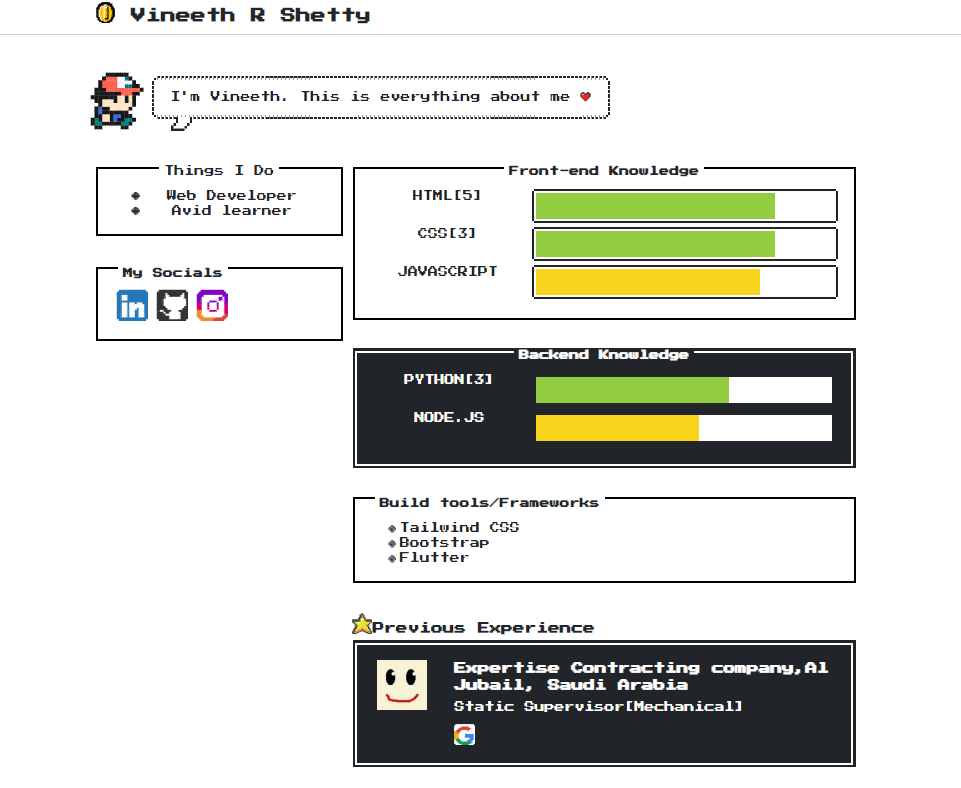 Vineeth R Shetty
I'm Vineeth. This is everything about me
Things I Do
Web Developer
Avid learner
My Socials
in
Front-end Knowledge
HTML[5]
CSS[3]
JAVASCRIPT
Backend Knowledge
PYTHON[3]
NODE.JS
Build tools/Frameworks
Tailwind CSS
Bootstrap
Flutter
Previous Experience
Expertise Contracting company,Al
Jubail, Saudi Arabia
Static Supervisor[Mechanical]
G